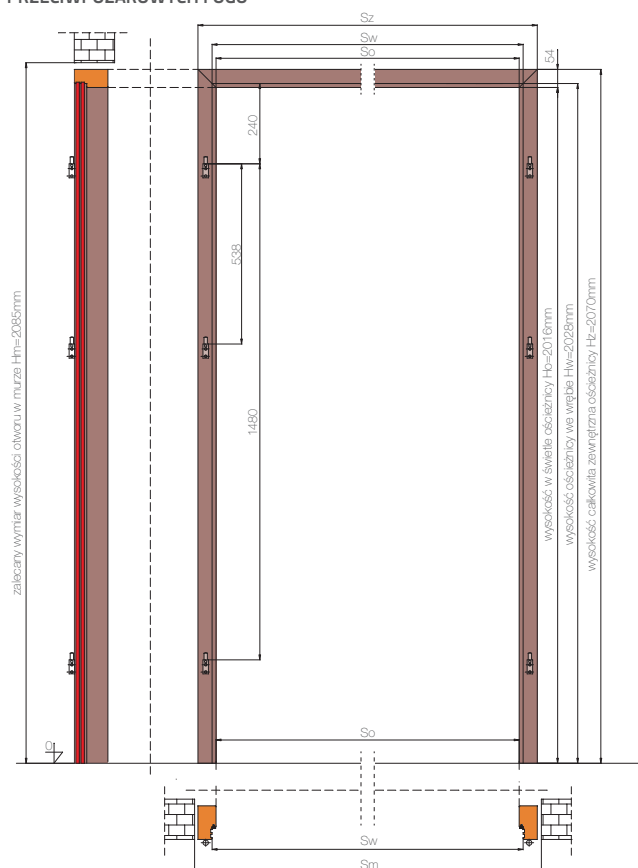 Sz
Sw
So
54
240
538
1480
zalecany wymiar wysokości otworu w murze Hm=2085mm
wysokość w świetle ościeżnicy Ho=2016mm
wysokość ościeżnicy we wrębie Hw=2028mm
wysokość całkowita zewnętrzna ościeżnicy Hz=2070mm
0
So
Sw
Sm